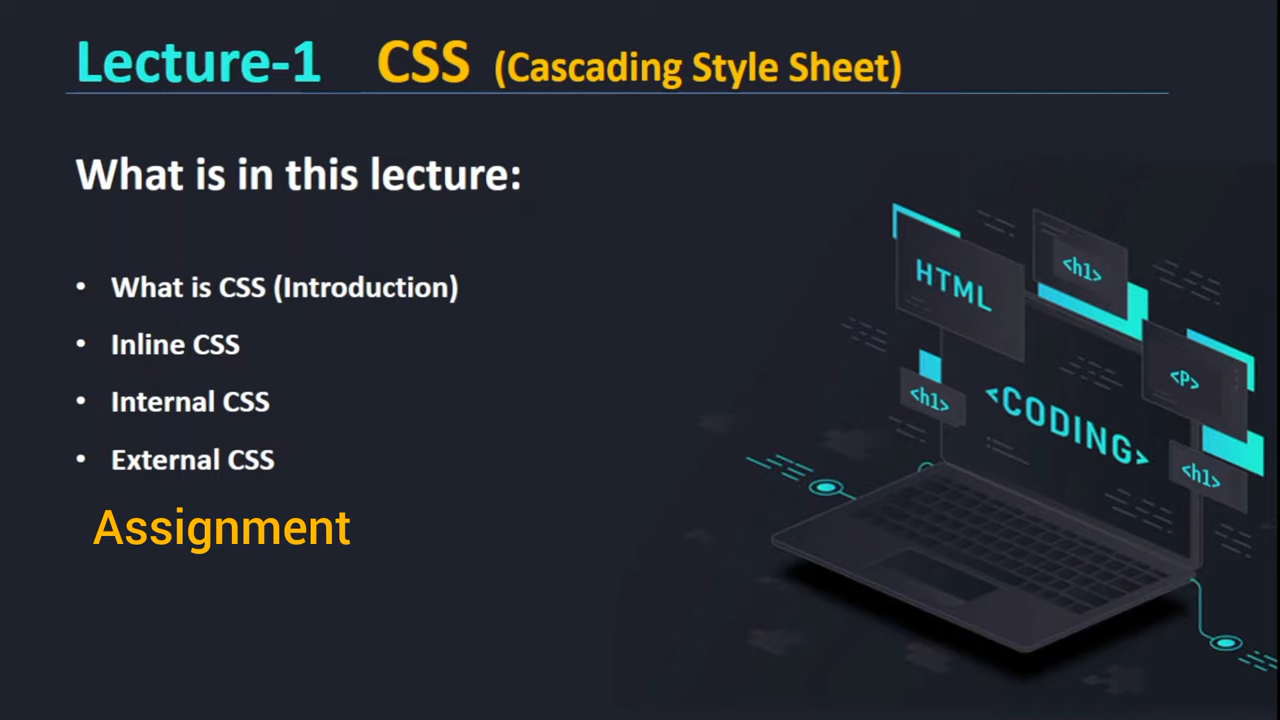 Lecture-1 CSS (Cascading Style Sheet)
What is in this lecture:
• What is CSS (Introduction)
• Inline CSS
• Internal CSS
• External CSS
Assignment
HTML
<h1>
<P>
<h1>
<CODING>
<h1>